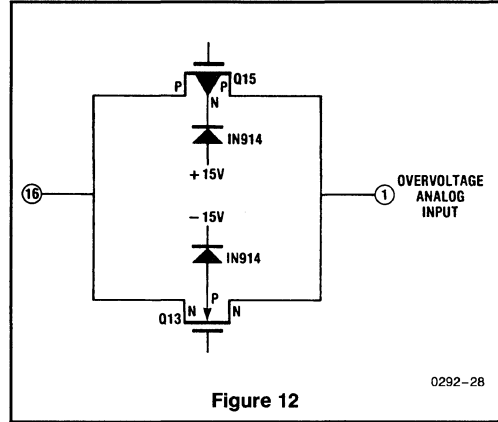 Q15
P P
N
IN914
+15V
16
1 OVERVOLTAGE
ANALOG
INPUT
−15V
IN914
P
N N
Q13
0292–28
Figure 12